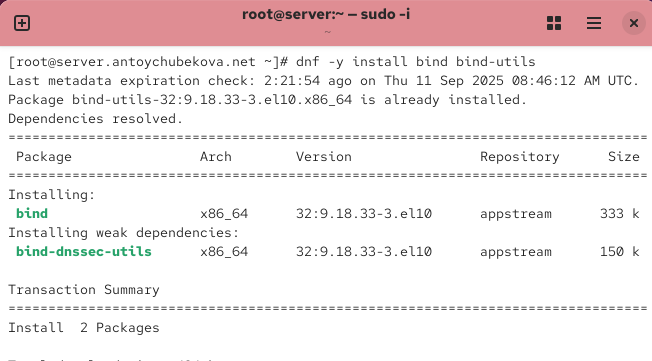 root@server:~ — sudo -i
~
[root@server.antoychubekova.net ~]# dnf -y install bind bind-utils
Last metadata expiration check: 2:21:54 ago on Thu 11 Sep 2025 08:46:12 AM UTC.
Package bind-utils-32:9.18.33-3.el10.x86_64 is already installed.
Dependencies resolved.
================================================================================
Package Arch Version Repository Size
================================================================================
Installing:
bind x86_64 32:9.18.33-3.el10 appstream 333 k
Installing weak dependencies:
bind-dnssec-utils x86_64 32:9.18.33-3.el10 appstream 150 k
Transaction Summary
================================================================================
Install 2 Packages